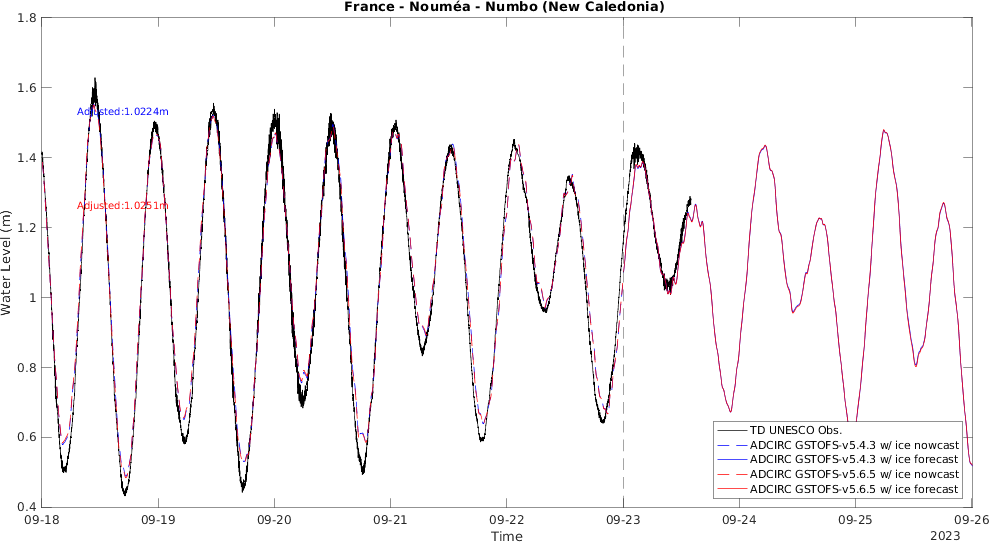 France - Nouméa - Numbo (New Caledonia)
1.8
1.6
1.4
1.2
1
0.8
0.6
0.4
Water Level (m)
Adjusted:1.0224m
Adjusted:1.0251m
TD UNESCO Obs.
ADCIRC GSTOFS-v5.4.3 w/ ice nowcast
ADCIRC GSTOFS-v5.4.3 w/ ice forecast
ADCIRC GSTOFS-v5.6.5 w/ ice nowcast
ADCIRC GSTOFS-v5.6.5 w/ ice forecast
09-18 09-19 09-20 09-21 09-22 09-23 09-24 09-25 09-26
Time
2023